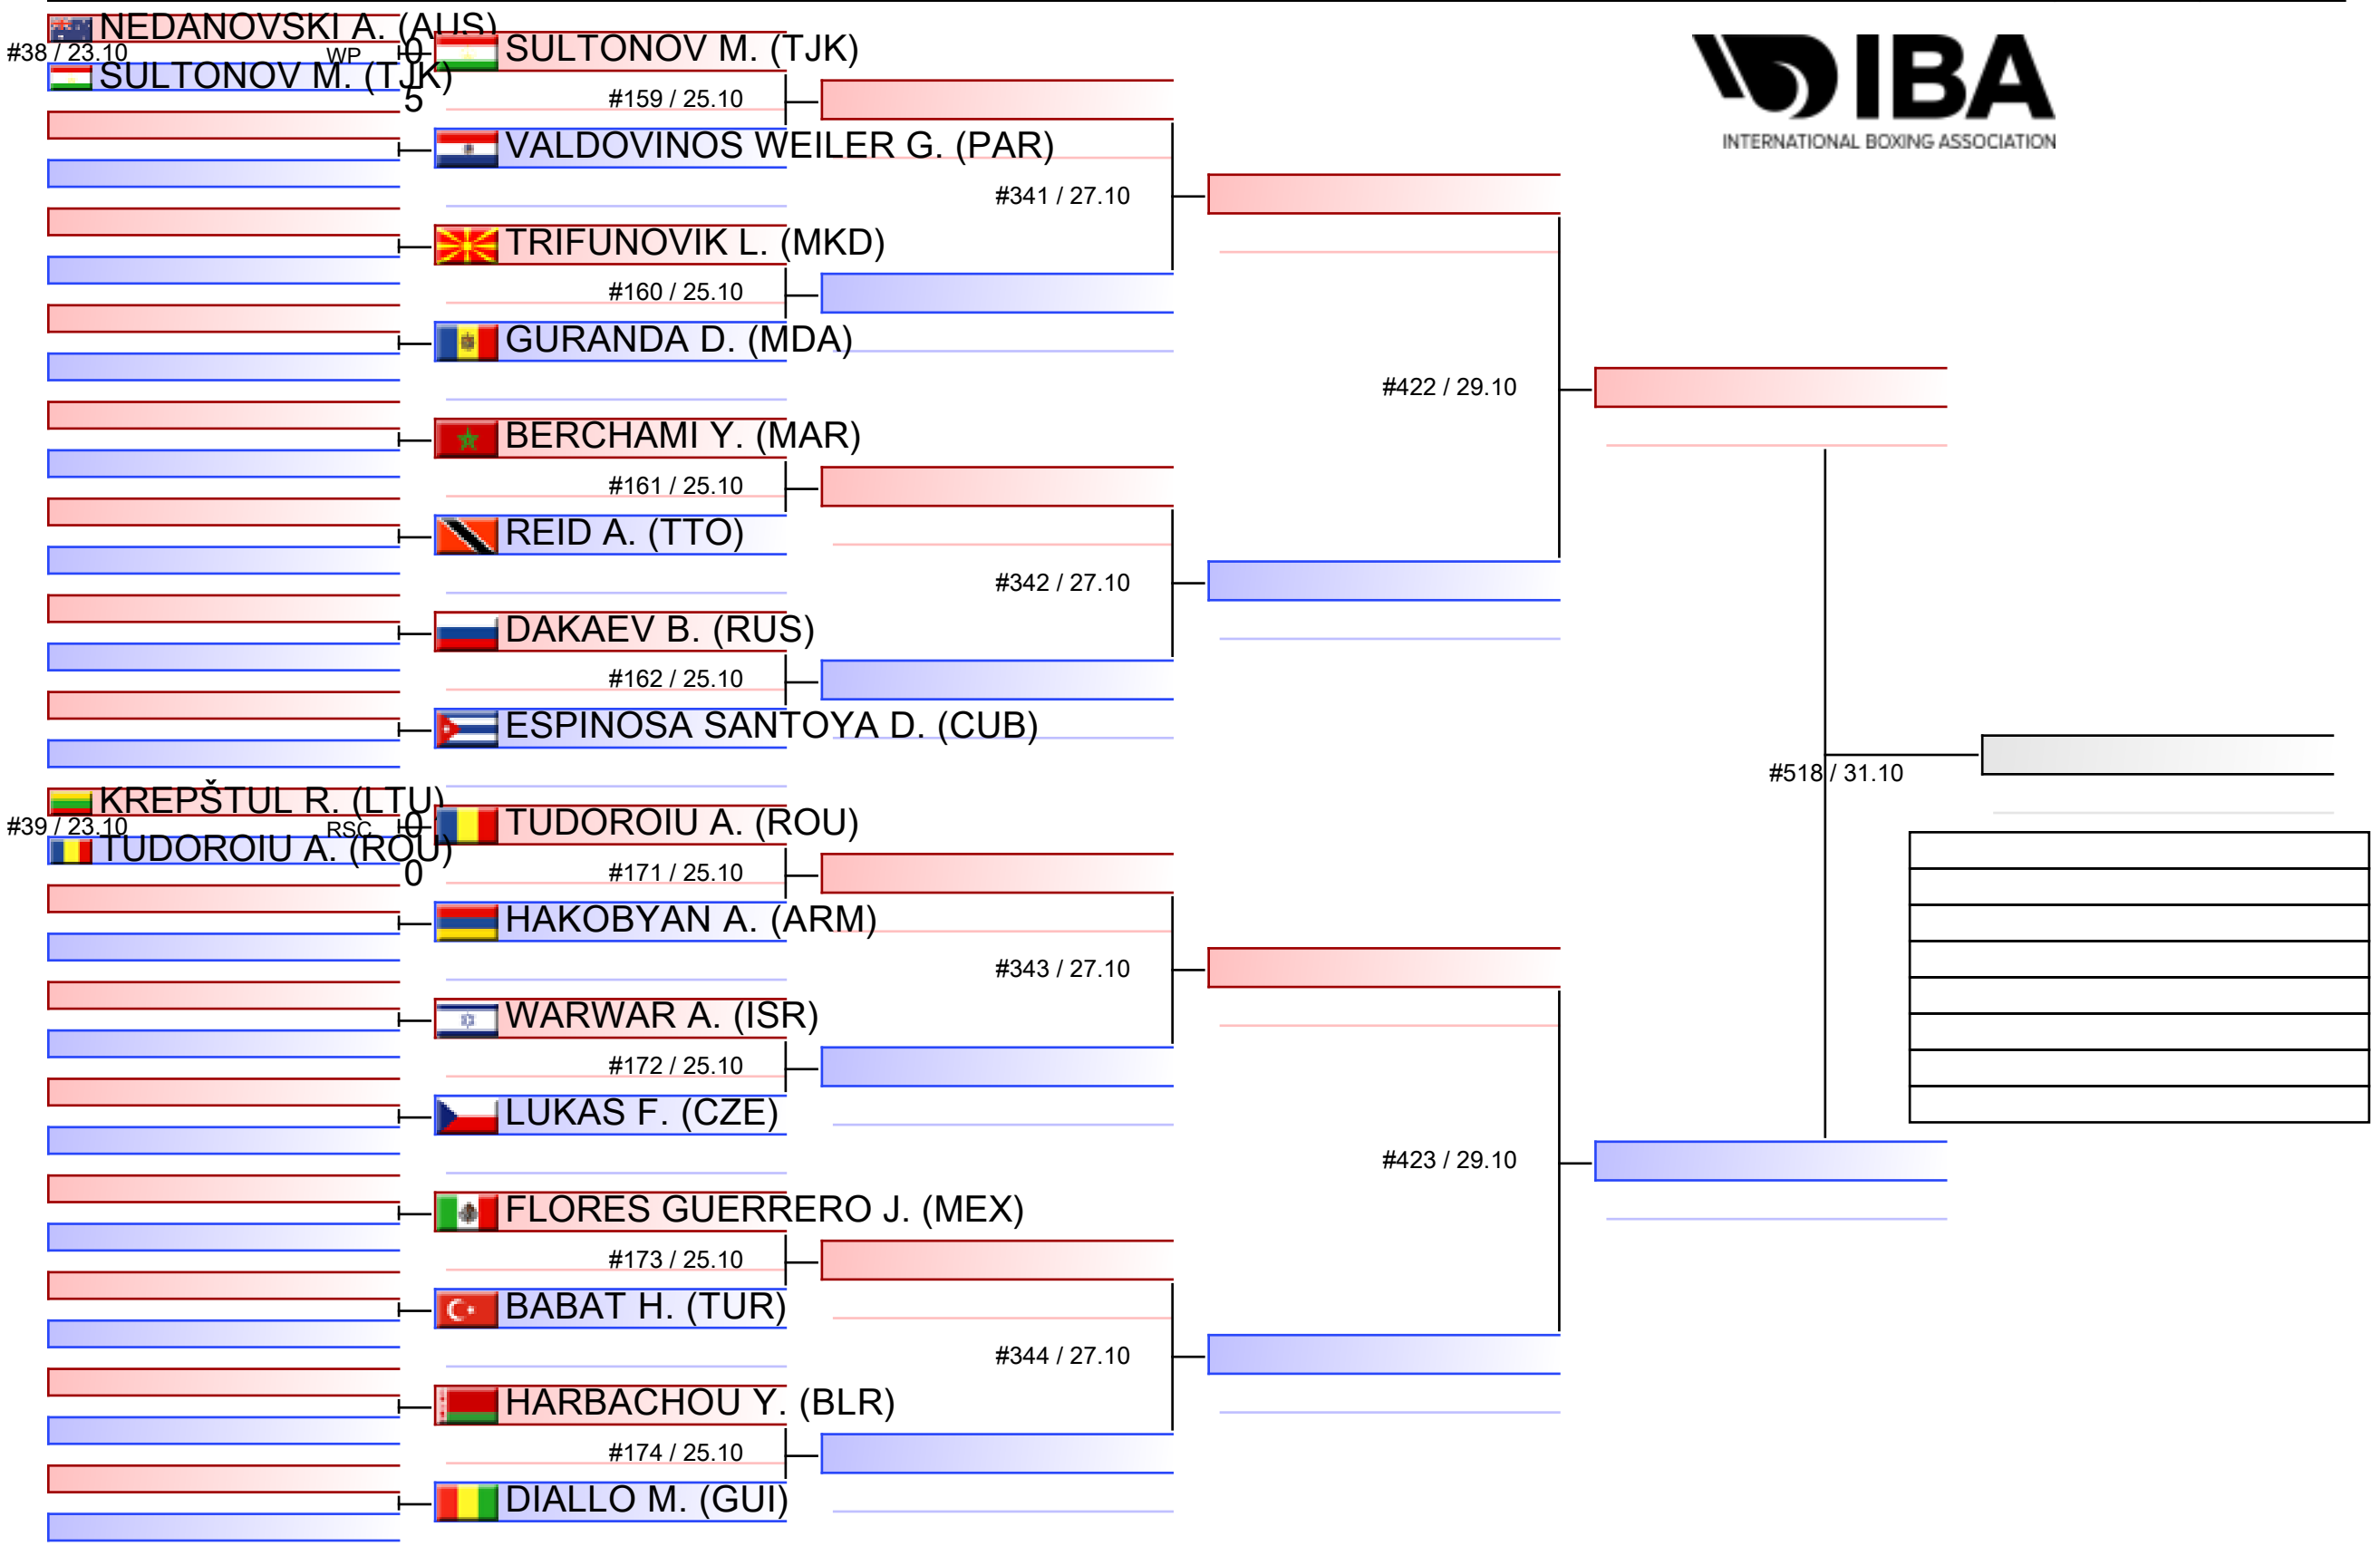 NEDANOVSKI A. (AUS)
#38 / 23.10
WP
0
SULTONOV M. (TJK)
5
SULTONOV M. (TJK)
#159 / 25.10
VALDOVINOS WEILER G. (PAR)
#341 / 27.10
TRIFUNOVIK L. (MKD)
#160 / 25.10
GURANDA D. (MDA)
#422 / 29.10
BERCHAMI Y. (MAR)
#161 / 25.10
REID A. (TTO)
#342 / 27.10
DAKAEV B. (RUS)
#162 / 25.10
ESPINOSA SANTOYA D. (CUB)
#518 / 31.10
KREPŠTUL R. (LTU)
#39 / 23.10
RSC
0
TUDOROIU A. (ROU)
0
TUDOROIU A. (ROU)
#171 / 25.10
HAKOBYAN A. (ARM)
#343 / 27.10
WARWAR A. (ISR)
#172 / 25.10
LUKAS F. (CZE)
#423 / 29.10
FLORES GUERRERO J. (MEX)
#173 / 25.10
BABAT H. (TUR)
#344 / 27.10
HARBACHOU Y. (BLR)
#174 / 25.10
DIALLO M. (GUI)
IBA
INTERNATIONAL BOXING ASSOCIATION